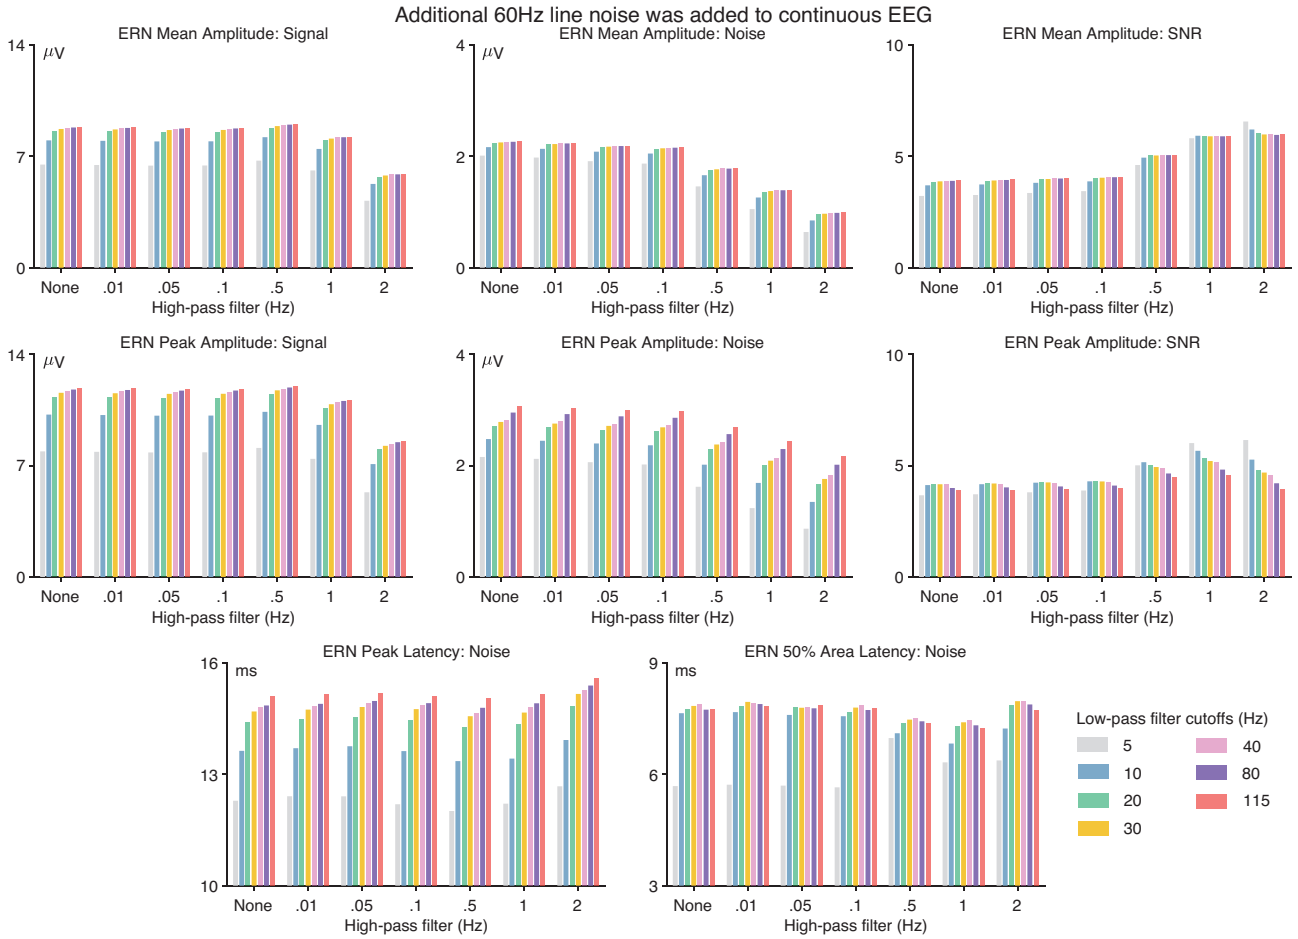 Additional 60Hz line noise was added to continuous EEG
ERN Mean Amplitude: Signal
14
μV
7
0
None .01 .05 .1 .5 1 2
High-pass filter (Hz)
ERN Mean Amplitude: Noise
4
μV
2
0
None .01 .05 .1 .5 1 2
High-pass filter (Hz)
ERN Mean Amplitude: SNR
10
5
0
None .01 .05 .1 .5 1 2
High-pass filter (Hz)
ERN Peak Amplitude: Signal
14
μV
7
0
None .01 .05 .1 .5 1 2
High-pass filter (Hz)
ERN Peak Amplitude: Noise
4
μV
2
0
None .01 .05 .1 .5 1 2
High-pass filter (Hz)
ERN Peak Amplitude: SNR
10
5
0
None .01 .05 .1 .5 1 2
High-pass filter (Hz)
ERN Peak Latency: Noise
16
ms
13
10
None .01 .05 .1 .5 1 2
High-pass filter (Hz)
ERN 50% Area Latency: Noise
9
ms
6
3
None .01 .05 .1 .5 1 2
High-pass filter (Hz)
Low-pass filter cutoffs (Hz)
5
10
20
30
40
80
115